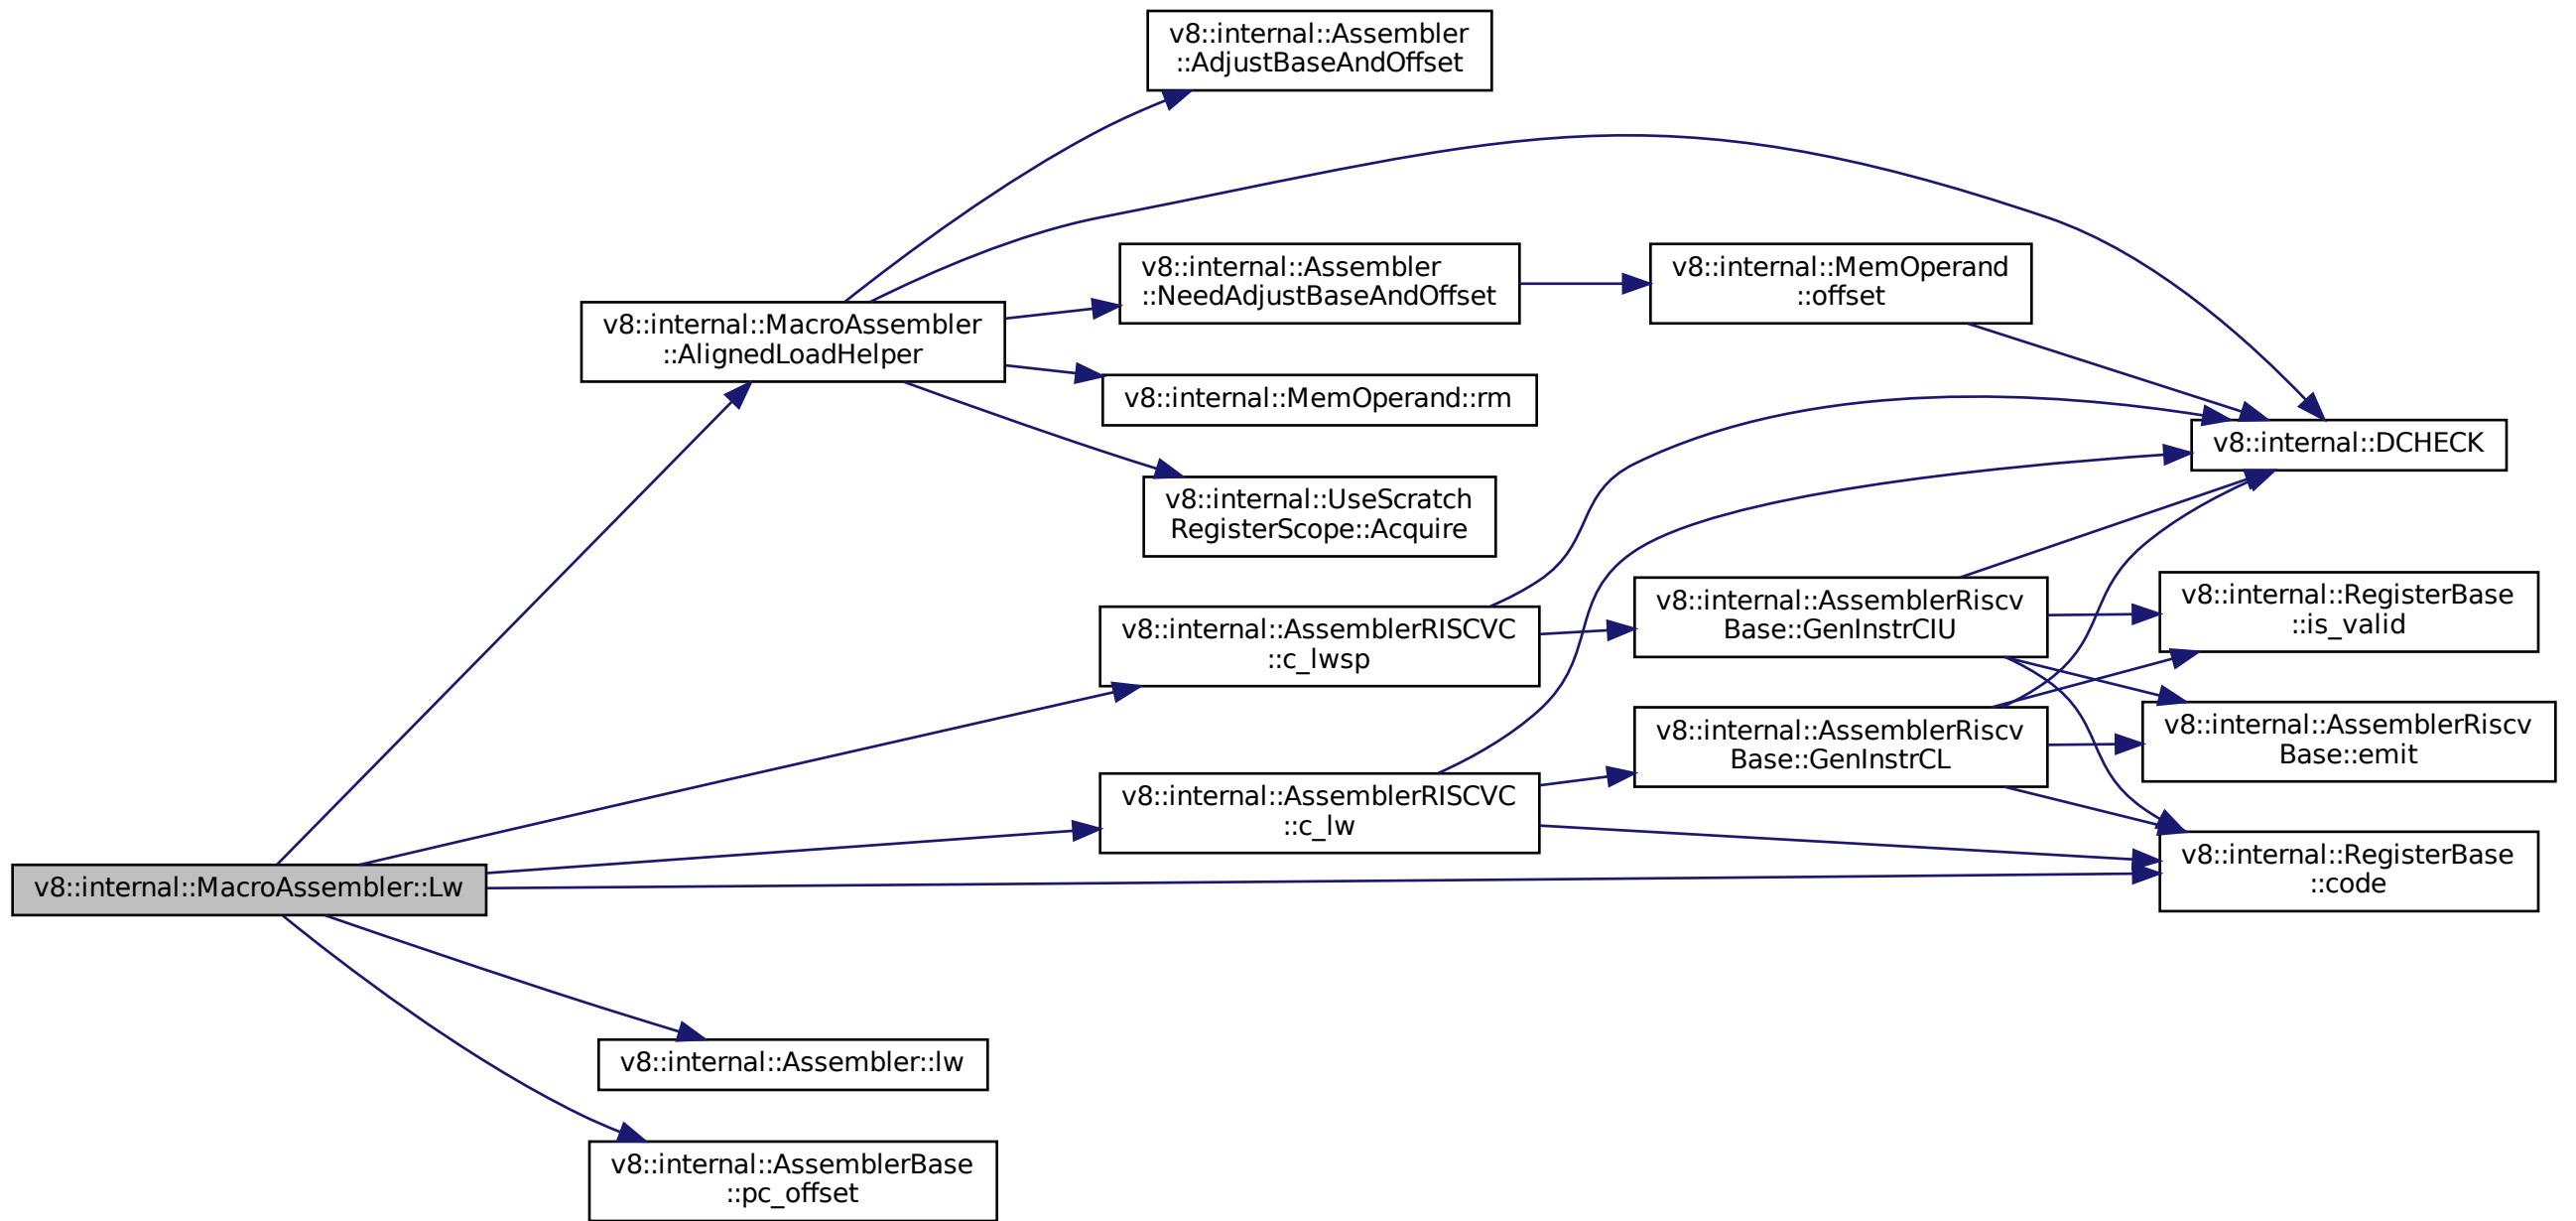 v8::internal::Assembler
::AdjustBaseAndOffset
v8::internal::Assembler
::NeedAdjustBaseAndOffset
v8::internal::MemOperand
::offset
v8::internal::MacroAssembler
::AlignedLoadHelper
v8::internal::MemOperand::rm
v8::internal::DCHECK
v8::internal::UseScratch
RegisterScope::Acquire
v8::internal::AssemblerRISCVC
::c_lwsp
v8::internal::AssemblerRiscv
Base::GenInstrCIU
v8::internal::RegisterBase
::is_valid
v8::internal::AssemblerRiscv
Base::GenInstrCL
v8::internal::AssemblerRiscv
Base::emit
v8::internal::AssemblerRISCVC
::c_lw
v8::internal::RegisterBase
::code
v8::internal::MacroAssembler::Lw
v8::internal::Assembler::lw
v8::internal::AssemblerBase
::pc_offset